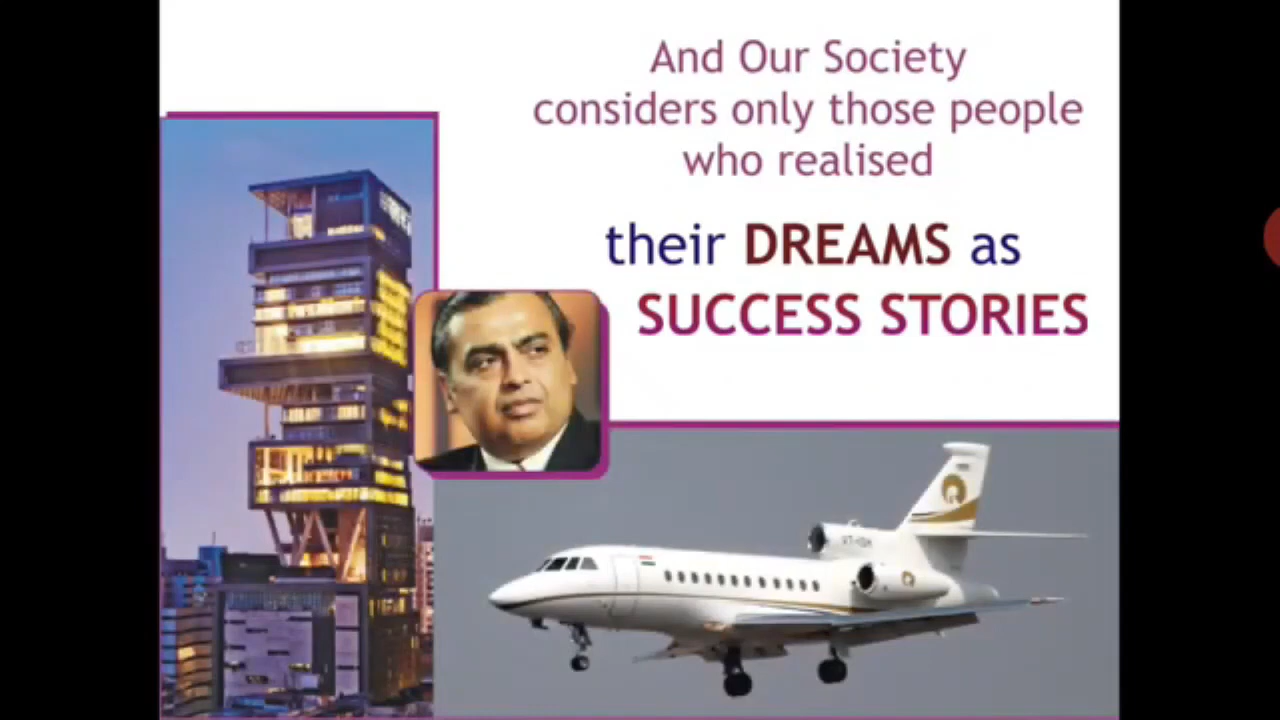 And Our Society
considers only those people
who realised
their DREAMS as
SUCCESS STORIES